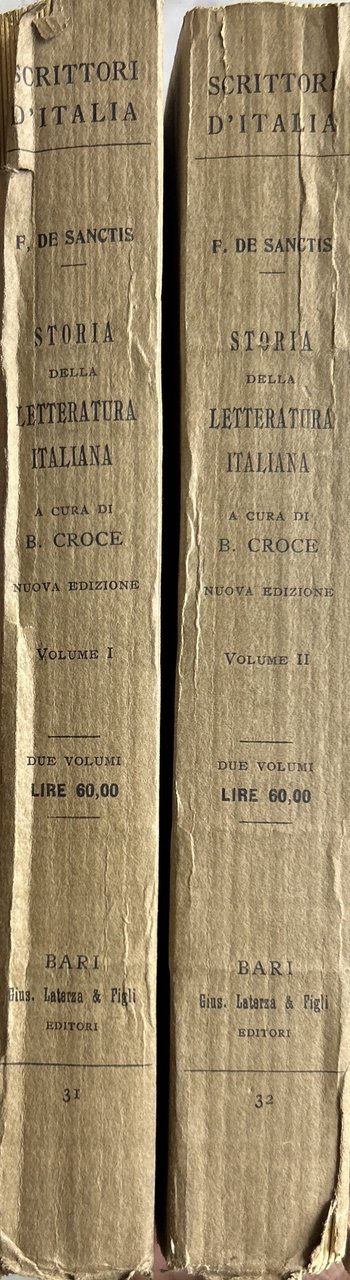 SCRITTORI
D'ITALIA
F. DE SANCTIS
STORIA
DELLA
LETTERATURA
ITALIANA
A CURA DI
B. CROCE
NUOVA EDIZIONE
VOLUME I
DUE VOLUMI
LIRE 60,00
BARI
Gius. Laterza & Figli
EDITORI
31
SCRITTORI
D'ITALIA
F. DE SANCTIS
STORIA
DELLA
LETTERATURA
ITALIANA
A CURA DI
B. CROCE
NUOVA EDIZIONE
VOLUME II
DUE VOLUMI
LIRE 60,00
BARI
Gius. Laterza & Figli
EDITORI
32